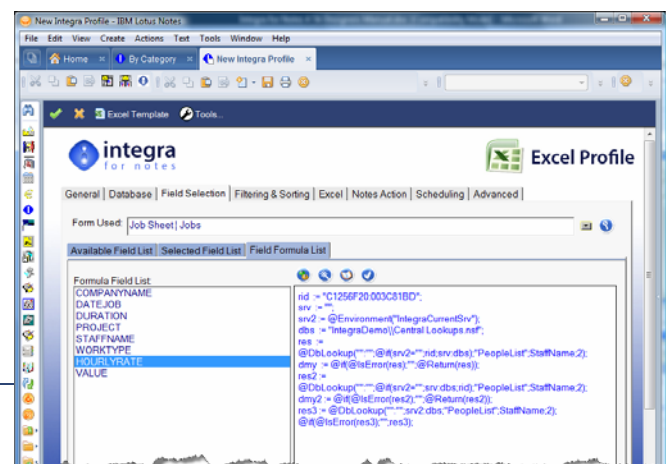 New Integra Profile - IBM Lotus Notes
File Edit View Create Actions Text Tools Window Help
Home By Category New Integra Profile
Excel Template Tools...
integra
for notes
Excel Profile
General | Database | Field Selection | Filtering & Sorting | Excel | Notes Action | Scheduling | Advanced |
Form Used: Job Sheet| Jobs
Available Field List Selected Field List Field Formula List
Formula Field List:
COMPANYNAME
DATEJOB
DURATION
PROJECT
STAFFNAME
WORKTYPE
HOURLYRATE
VALUE
rid := "C1256F20:003C81BD";
srv := "";
srv2 := @Environment("IntegraCurrentSrv");
dbs := "IntegraDemo\\Central Lookups.nsf";
res :=
@DbLookup("":"";@if(srv2="";rid;srv:dbs);"PeopleList";StaffName;2);
dmy := @if(@IsError(res);"";@Return(res));
res2 :=
@DbLookup("":"";@if(srv2="";srv:dbs;rid);"PeopleList";StaffName;2);
dmy2 := @if(@IsError(res2);"";@Return(res2));
res3 := @DbLookup("":"";srv2:dbs;"PeopleList";StaffName;2);
@if(@IsError(res3);"";res3);